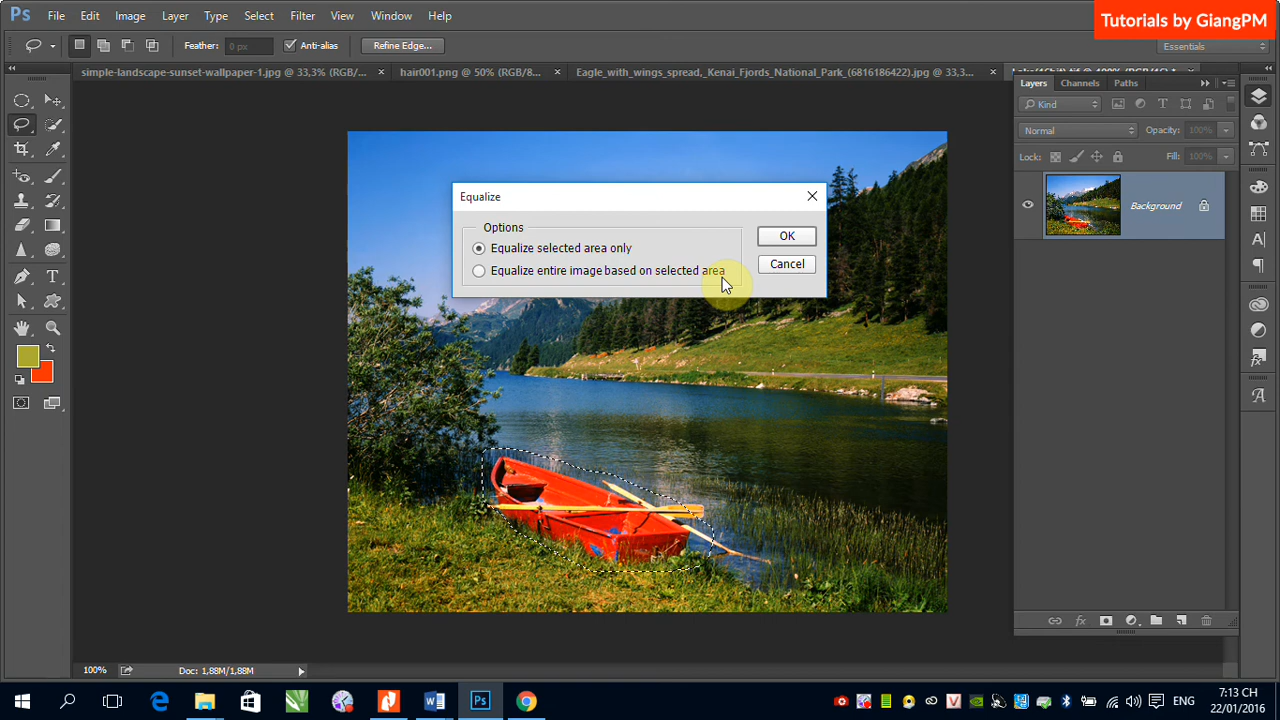 Ps File Edit Image Layer Type Select Filter View Window Help
Tutorials by GiangPM
Feather: 0 px Anti-alias Refine Edge...
Essentials
simple-landscape-sunset-wallpaper-1.jpg @ 33,3% (RGB/... × hair001.png @ 50% (RGB/8... × Eagle_with_wings_spread,_Kenai_Fjords_National_Park_(6816186422).jpg @ 33,3... ×
Layers Channels Paths
Kind
Normal Opacity: 100%
Lock: Fill: 100%
Background
Equalize
Options
Equalize selected area only
Equalize entire image based on selected area
OK
Cancel
100% Doc: 1,88M/1,88M
ENG
7:13 CH
22/01/2016